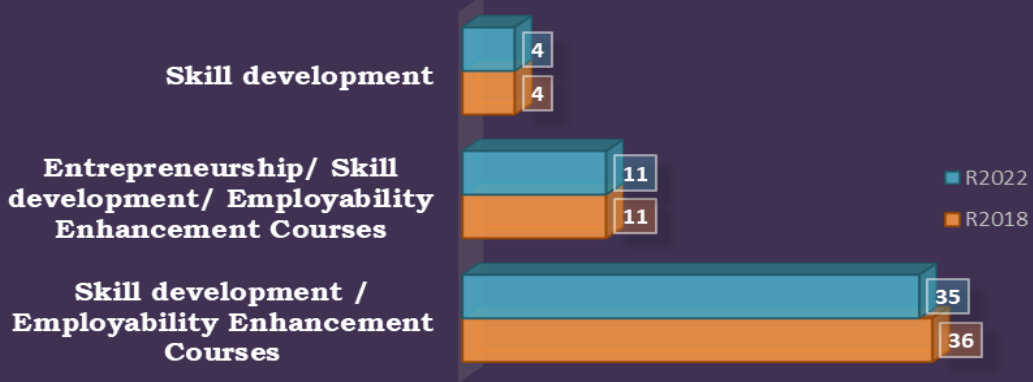 Skill development
4
4
Entrepreneurship/ Skill
development/ Employability
Enhancement Courses
11
11
R2022
R2018
Skill development /
Employability Enhancement
Courses
35
36